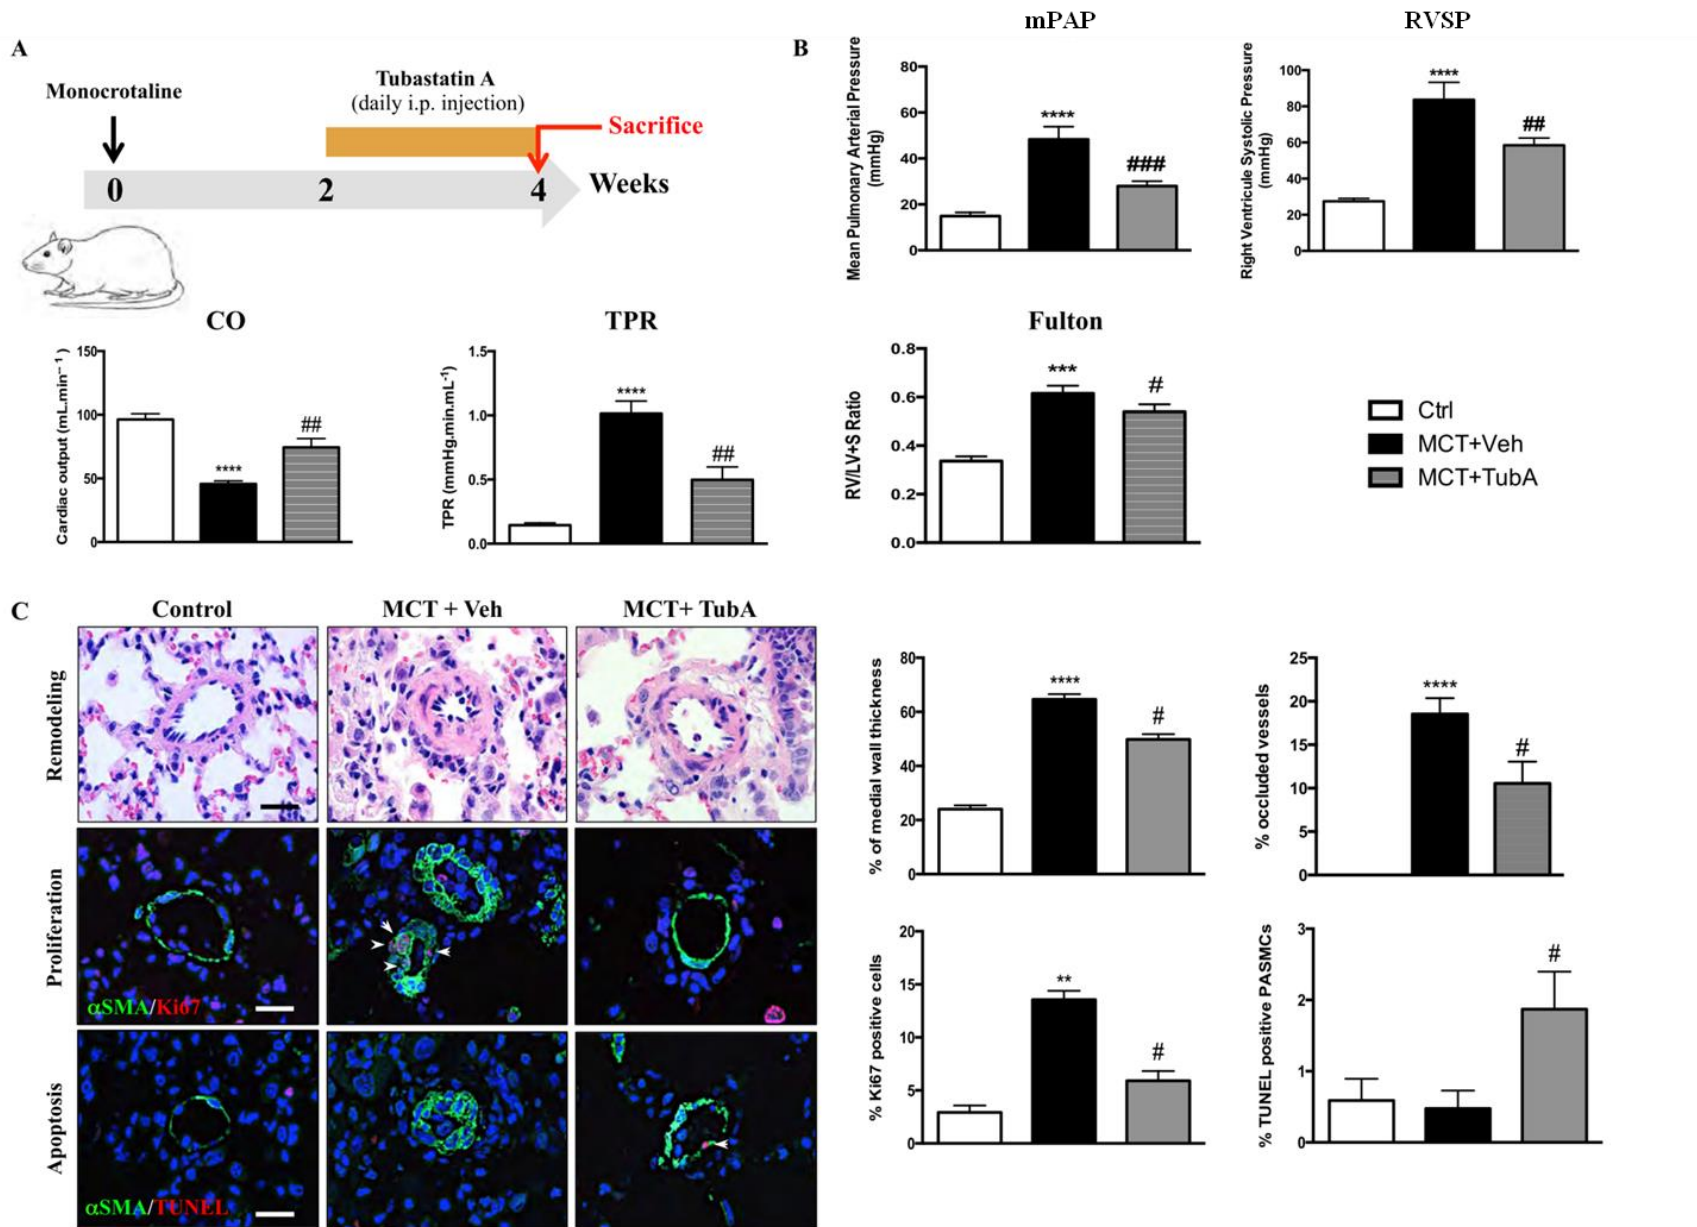 mPAP
RVSP
A
B
Monocrotaline
Tubastatin A
(daily i.p. injection)
Sacrifice
0
2
4
Weeks
Mean Pulmonary Arterial Pressure
(mmHg)
80
60
40
20
0
****
###
Right Ventricule Systolic Pressure
(mmHg)
100
80
60
40
20
0
****
##
CO
TPR
Fulton
Cardiac output (mL.min⁻¹)
150
100
50
0
****
##
TPR (mmHg.min.mL⁻¹)
1.5
1.0
0.5
0.0
****
##
RV/LV+S Ratio
0.8
0.6
0.4
0.2
0.0
***
#
Ctrl
MCT+Veh
MCT+TubA
C
Control
MCT + Veh
MCT+ TubA
Remodeling
Proliferation
αSMA/Ki67
Apoptosis
αSMA/TUNEL
% of medial wall thickness
80
60
40
20
0
****
#
% occluded vessels
25
20
15
10
5
0
****
#
% Ki67 positive cells
20
15
10
5
0
**
#
% TUNEL positive PASMCs
3
2
1
0
#